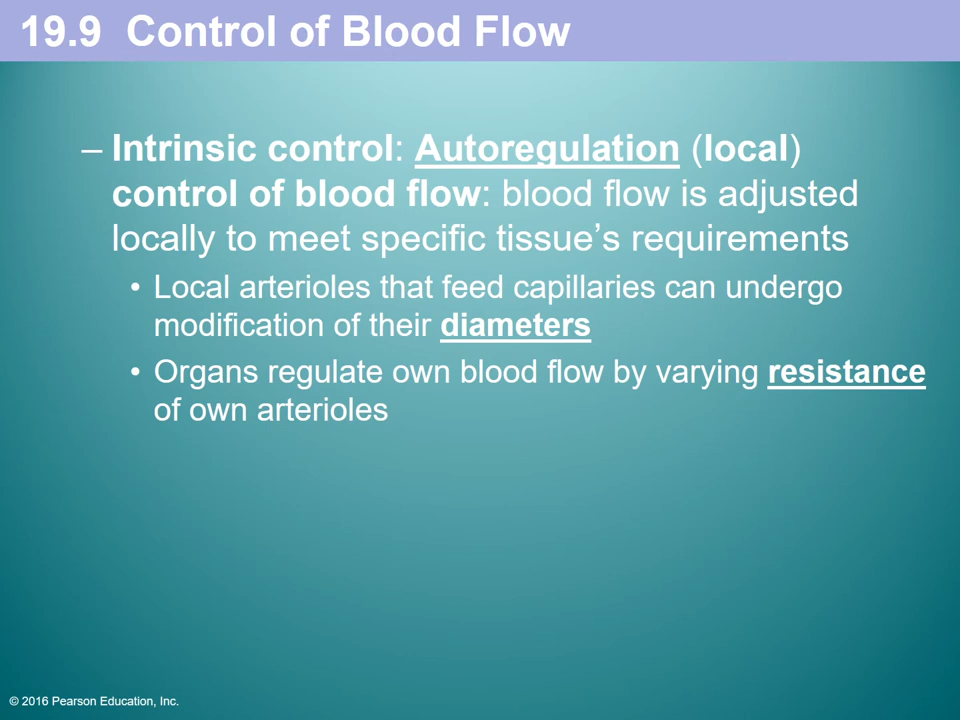 19.9 Control of Blood Flow
– Intrinsic control: Autoregulation (local)
control of blood flow: blood flow is adjusted
locally to meet specific tissue’s requirements
• Local arterioles that feed capillaries can undergo
modification of their diameters
• Organs regulate own blood flow by varying resistance
of own arterioles
© 2016 Pearson Education, Inc.